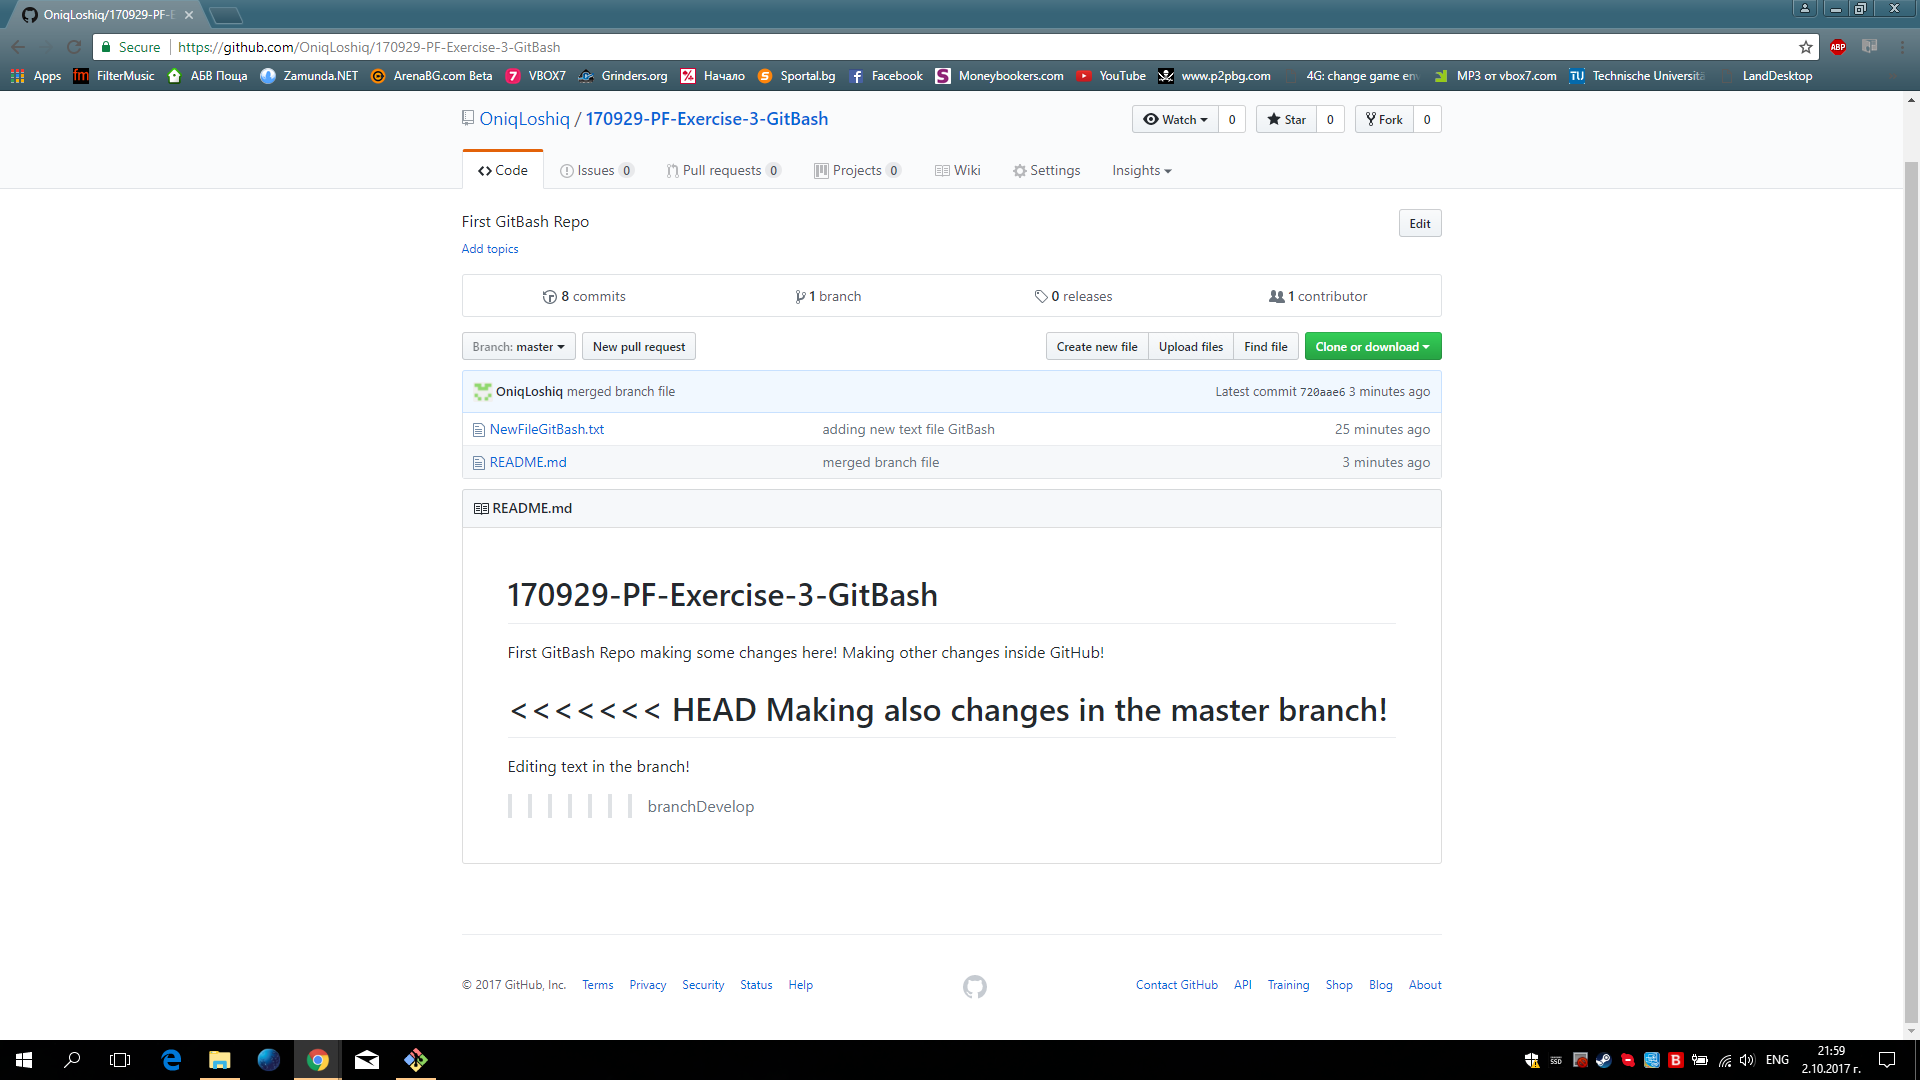 OniqLoshiq/170929-PF-E
Secure https://github.com/OniqLoshiq/170929-PF-Exercise-3-GitBash
ABP
Apps FilterMusic АБВ Поща Zamunda.NET ArenaBG.com Beta VBOX7 Grinders.org Начало Sportal.bg Facebook Moneybookers.com YouTube www.p2pbg.com 4G: change game env MP3 от vbox7.com Technische Universitä LandDesktop
OniqLoshiq / 170929-PF-Exercise-3-GitBash
Watch 0 Star 0 Fork 0
Code Issues 0 Pull requests 0 Projects 0 Wiki Settings Insights
First GitBash Repo
Edit
Add topics
8 commits 1 branch 0 releases 1 contributor
Branch: master New pull request Create new file Upload files Find file Clone or download
OniqLoshiq merged branch file Latest commit 720aae6 3 minutes ago
NewFileGitBash.txt adding new text file GitBash 25 minutes ago
README.md merged branch file 3 minutes ago
README.md
170929-PF-Exercise-3-GitBash
First GitBash Repo making some changes here! Making other changes inside GitHub!
<<<<<<< HEAD Making also changes in the master branch!
Editing text in the branch!
branchDevelop
© 2017 GitHub, Inc. Terms Privacy Security Status Help Contact GitHub API Training Shop Blog About
SSD ENG 21:59
2.10.2017 г.